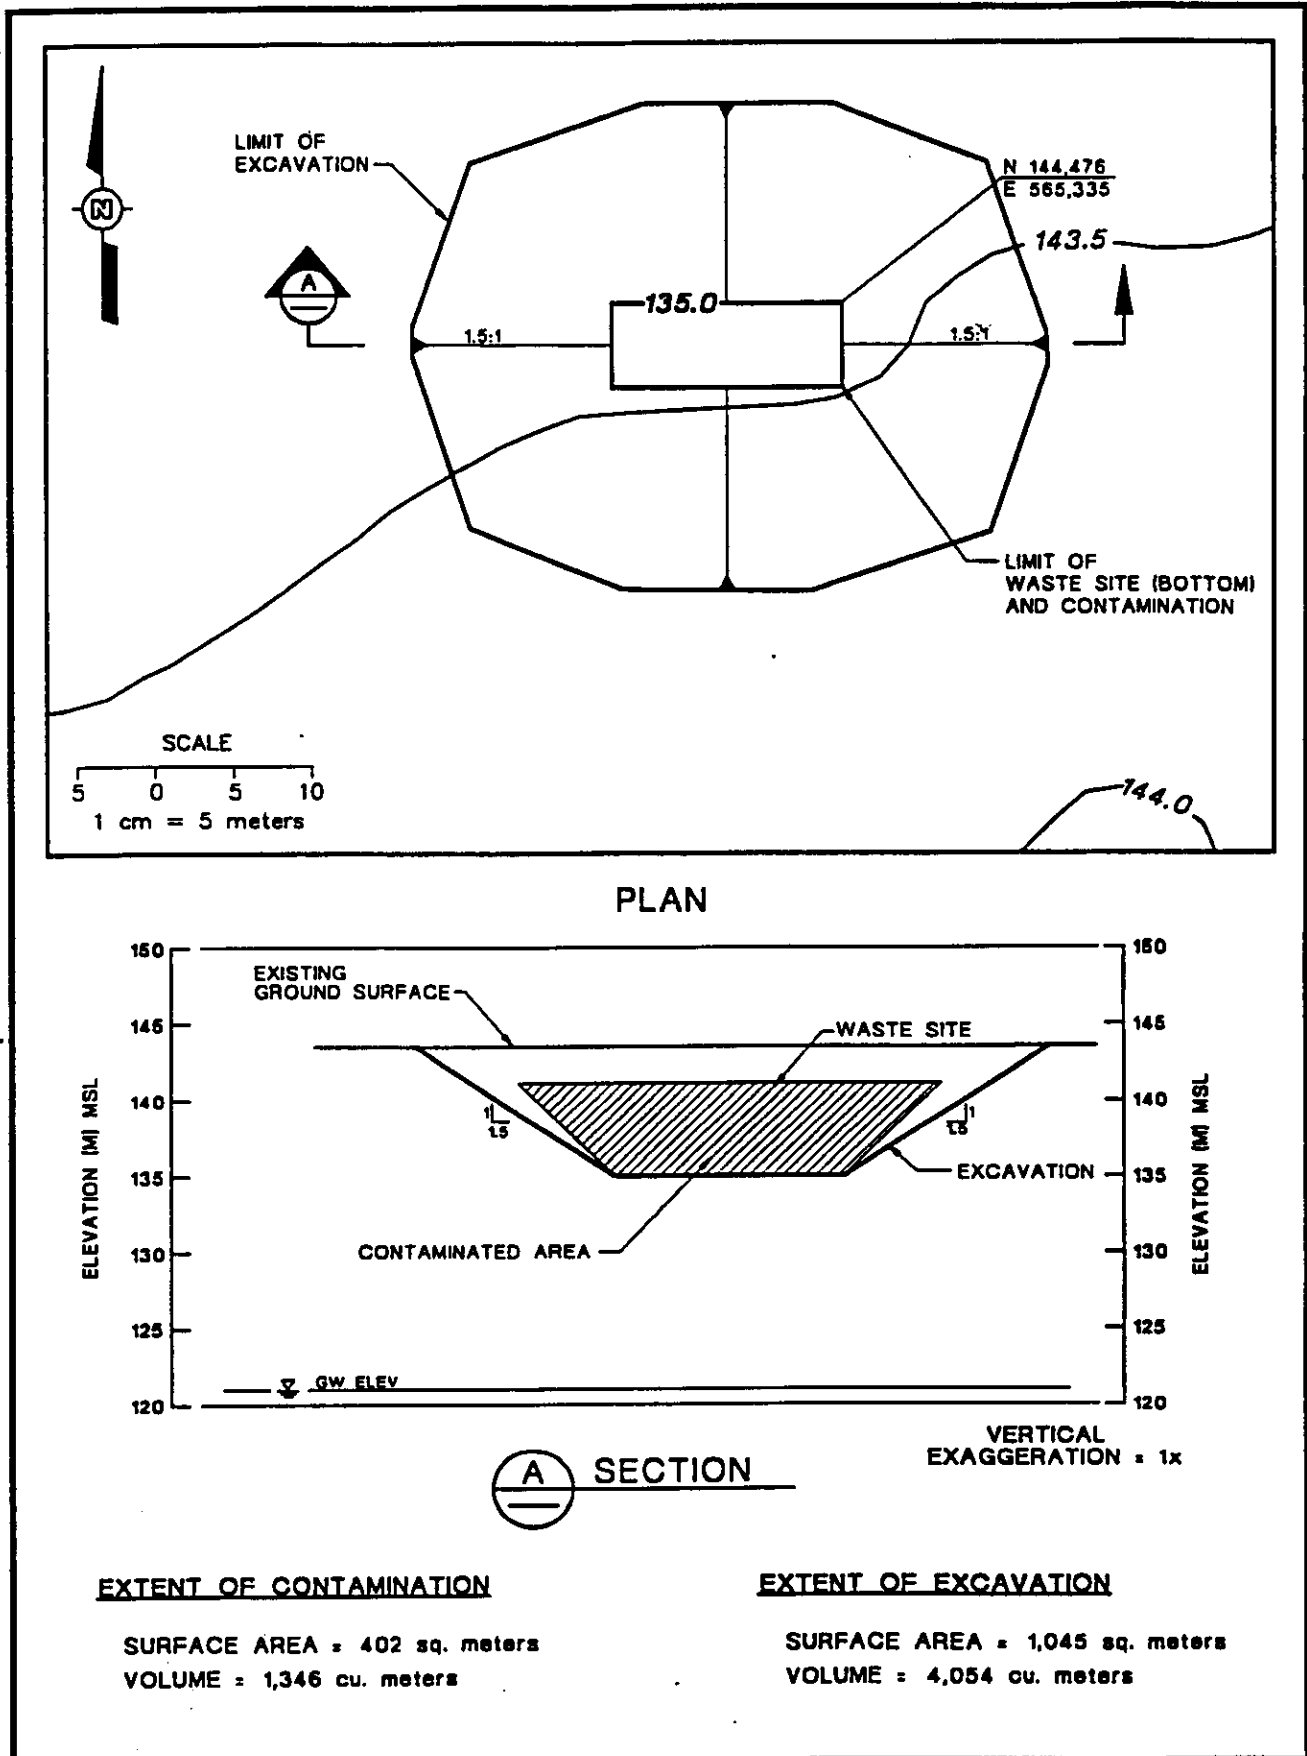 LIMIT OF
EXCAVATION
N 144,476
E 565,335
N
143.5
A
135.0
1.5:1
1.5:1
LIMIT OF
WASTE SITE (BOTTOM)
AND CONTAMINATION
SCALE
5 0 5 10
1 cm = 5 meters
144.0
PLAN
150
150
EXISTING
GROUND SURFACE
145
WASTE SITE
145
ELEVATION (M) MSL
140
140
ELEVATION (M) MSL
1
1.5
1
1.5
135
EXCAVATION
135
CONTAMINATED AREA
130
130
125
125
GW ELEV
120
120
VERTICAL
EXAGGERATION = 1x
A
SECTION
EXTENT OF CONTAMINATION
SURFACE AREA = 402 sq. meters
VOLUME = 1,346 cu. meters
EXTENT OF EXCAVATION
SURFACE AREA = 1,045 sq. meters
VOLUME = 4,054 cu. meters